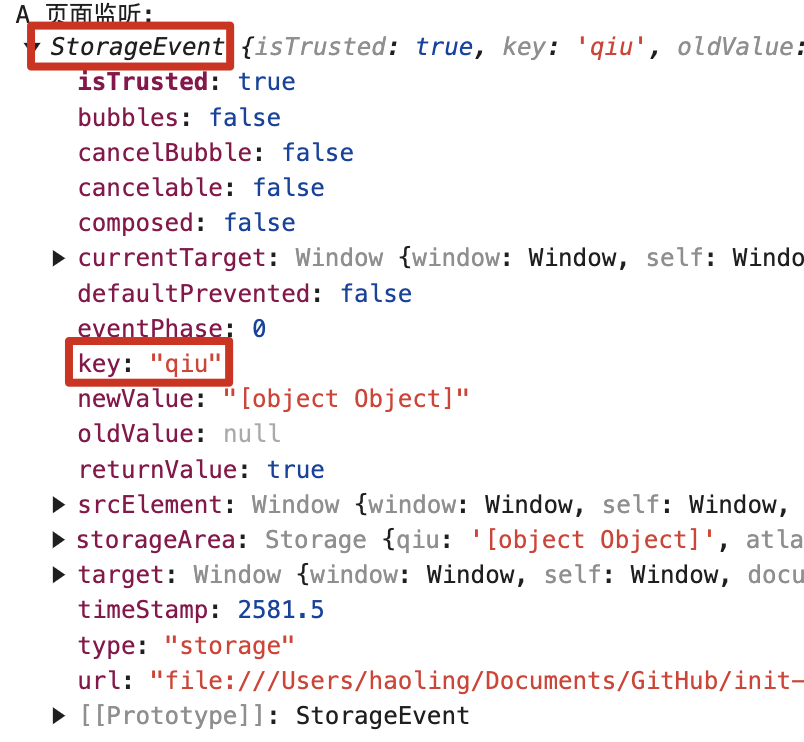 A 页面监听:
▼ StorageEvent {isTrusted: true, key: 'qiu', oldValue:
isTrusted: true
bubbles: false
cancelBubble: false
cancelable: false
composed: false
▶ currentTarget: Window {window: Window, self: Windo
defaultPrevented: false
eventPhase: 0
key: "qiu"
newValue: "[object Object]"
oldValue: null
returnValue: true
▶ srcElement: Window {window: Window, self: Window,
▶ storageArea: Storage {qiu: '[object Object]', atla
▶ target: Window {window: Window, self: Window, docu
timeStamp: 2581.5
type: "storage"
url: "file:///Users/haoling/Documents/GitHub/init-
▶ [[Prototype]]: StorageEvent